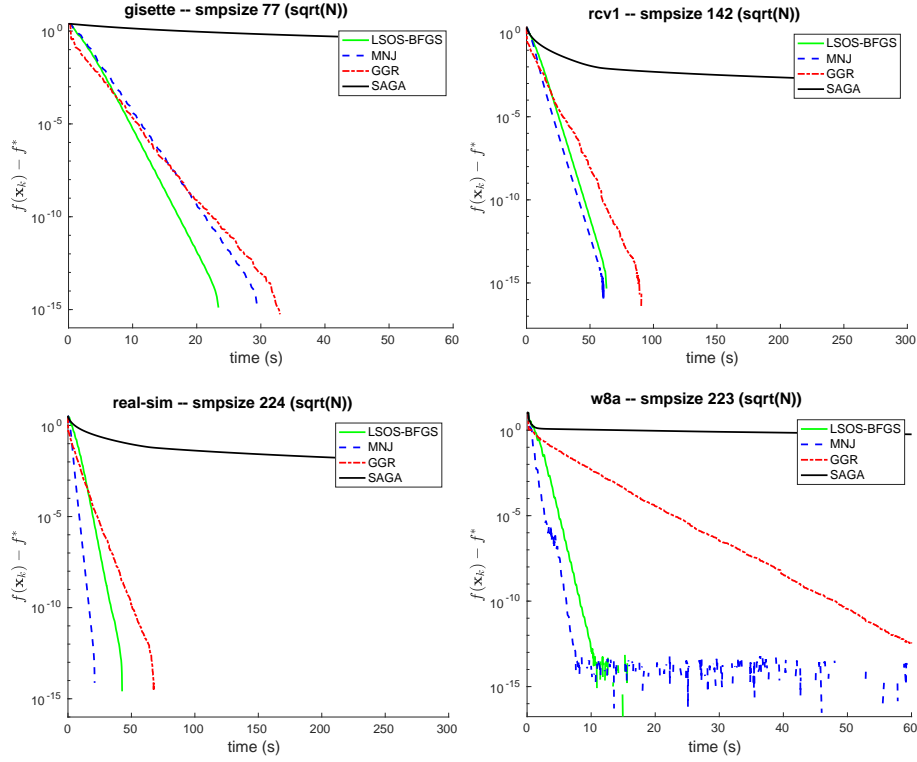 gisette -- smpsize 77 (sqrt(N))
10^0
10^-5
10^-10
10^-15
f(x_k) − f*
0 10 20 30 40 50 60
time (s)
LSOS-BFGS
MNJ
GGR
SAGA
rcv1 -- smpsize 142 (sqrt(N))
10^0
10^-5
10^-10
10^-15
f(x_k) − f*
0 50 100 150 200 250 300
time (s)
LSOS-BFGS
MNJ
GGR
SAGA
real-sim -- smpsize 224 (sqrt(N))
10^0
10^-5
10^-10
10^-15
f(x_k) − f*
0 50 100 150 200 250 300
time (s)
LSOS-BFGS
MNJ
GGR
SAGA
w8a -- smpsize 223 (sqrt(N))
10^0
10^-5
10^-10
10^-15
f(x_k) − f*
0 10 20 30 40 50 60
time (s)
LSOS-BFGS
MNJ
GGR
SAGA